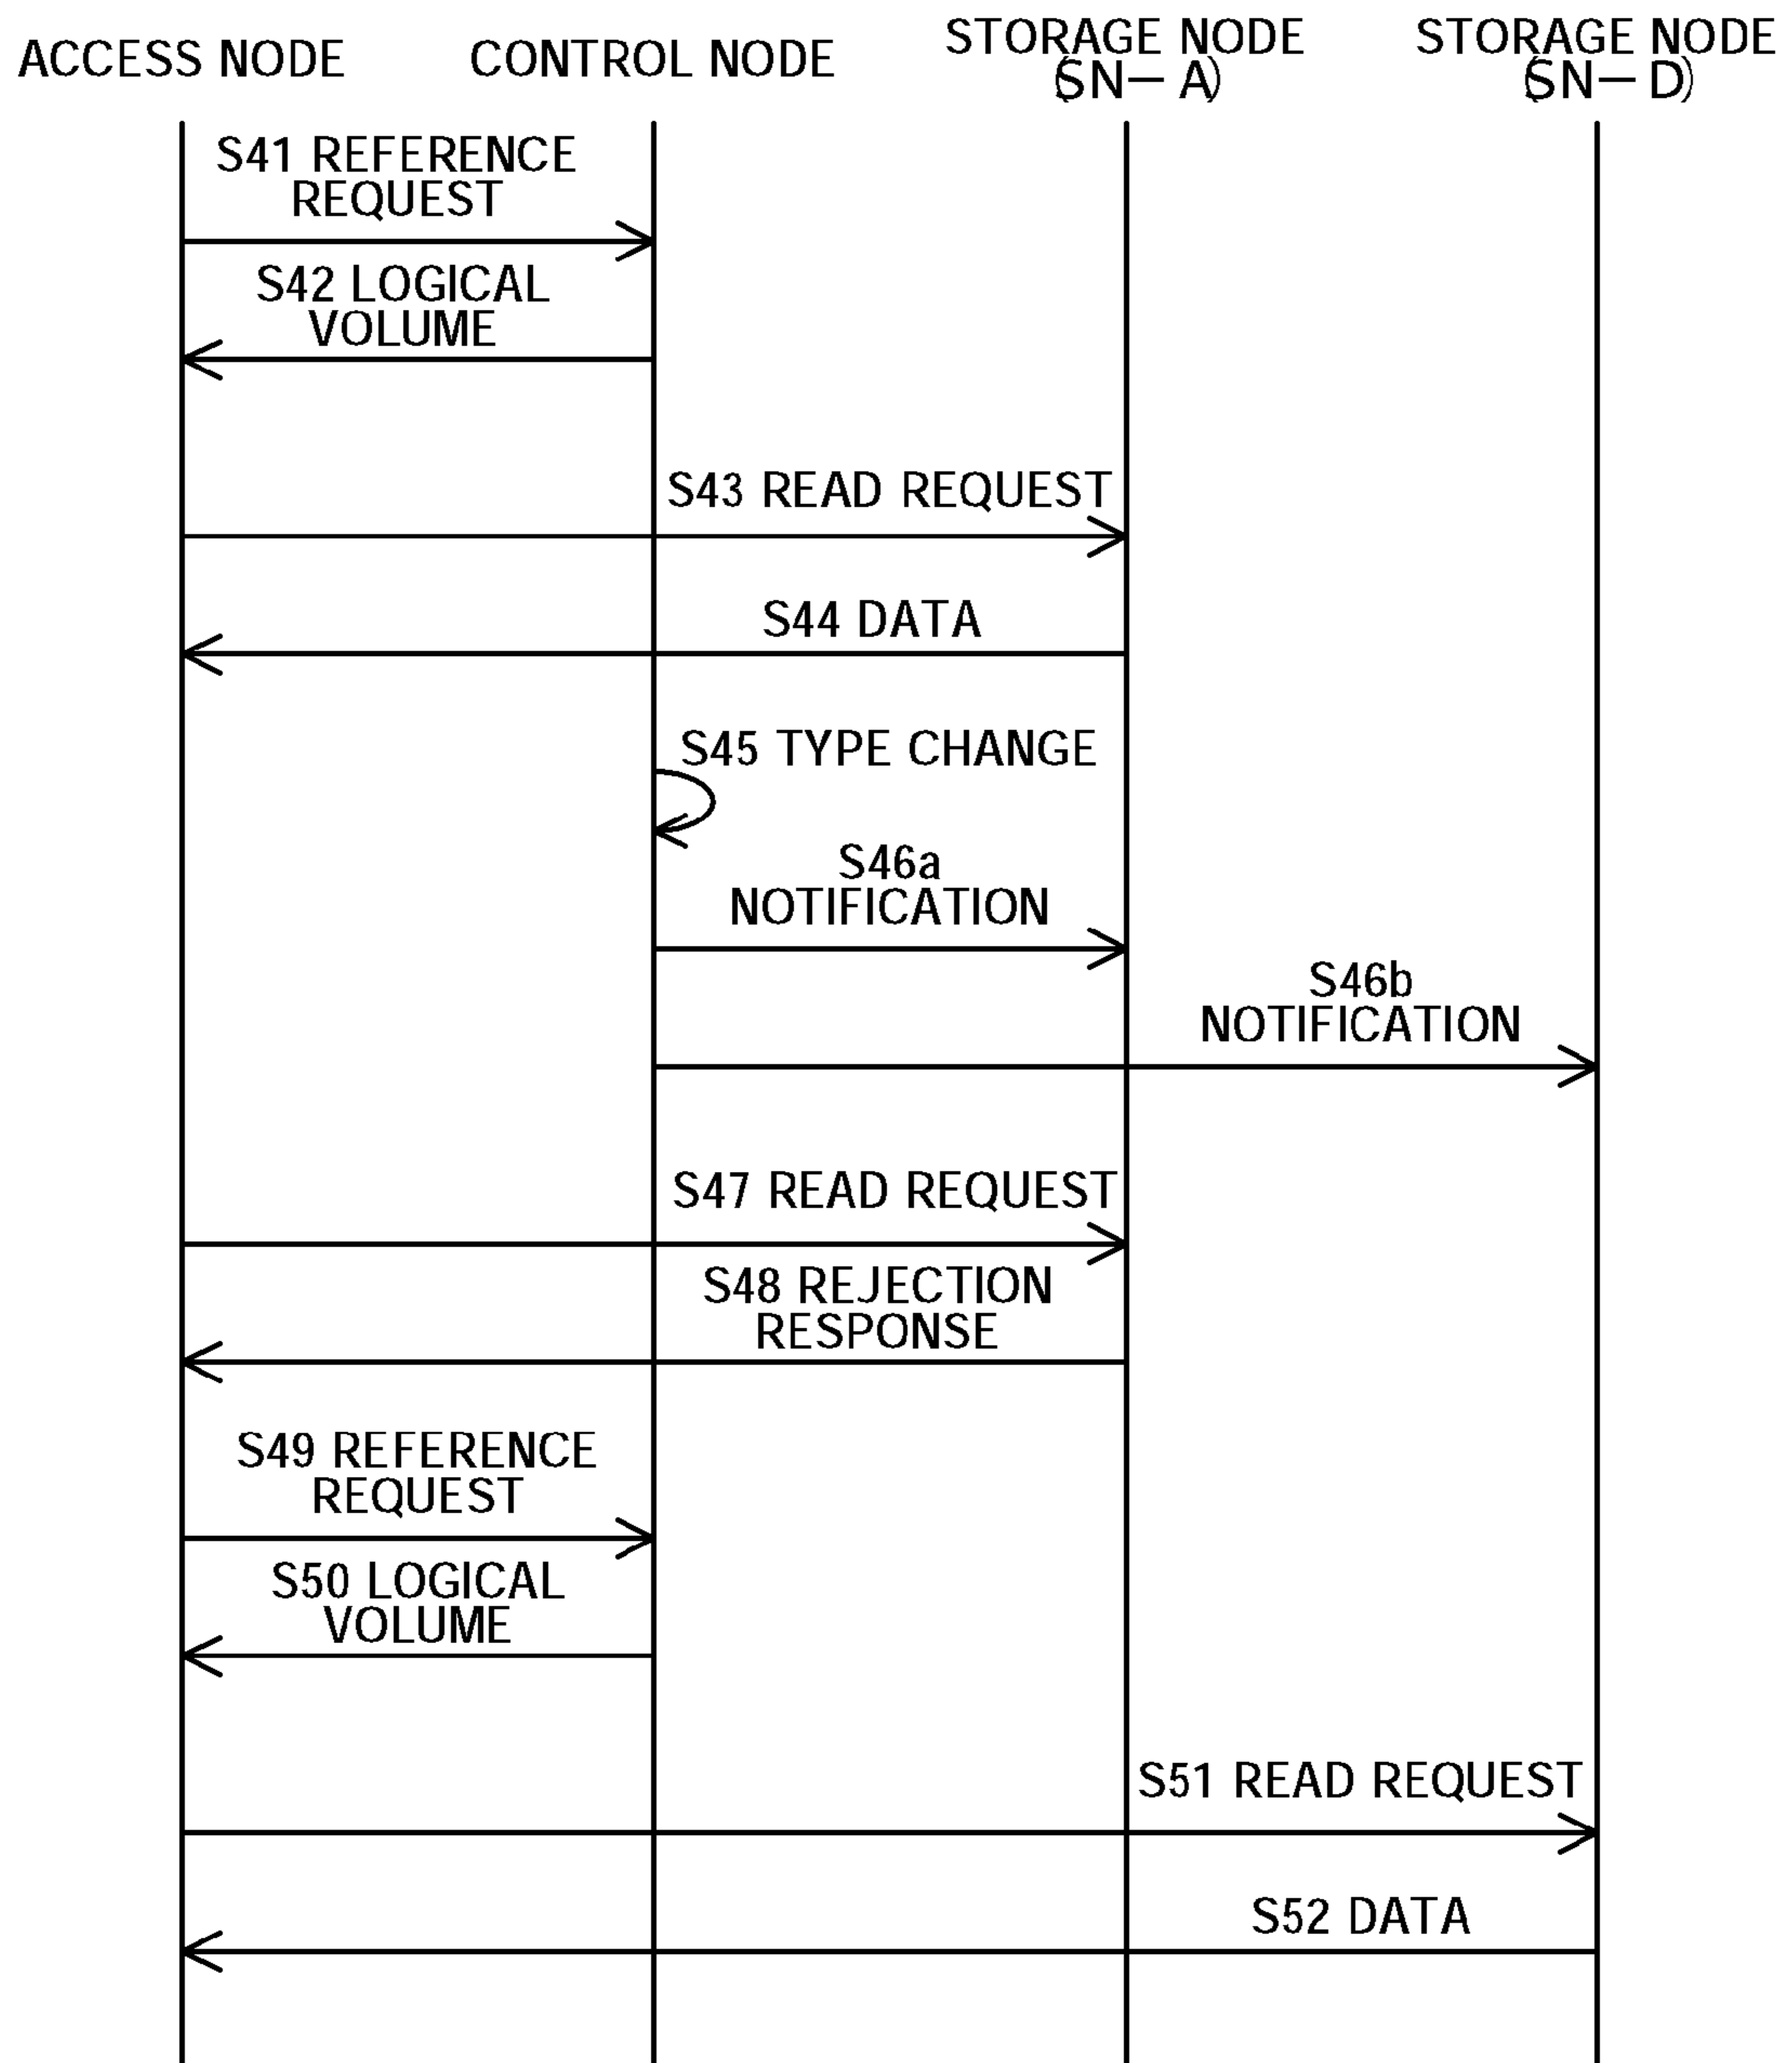 ACCESS NODE
CONTROL NODE
STORAGE NODE
(SN-A)
STORAGE NODE
(SN-D)
S41 REFERENCE
REQUEST
S42 LOGICAL
VOLUME
S43 READ REQUEST
S44 DATA
S45 TYPE CHANGE
S46a
NOTIFICATION
S46b
NOTIFICATION
S47 READ REQUEST
S48 REJECTION
RESPONSE
S49 REFERENCE
REQUEST
S50 LOGICAL
VOLUME
S51 READ REQUEST
S52 DATA